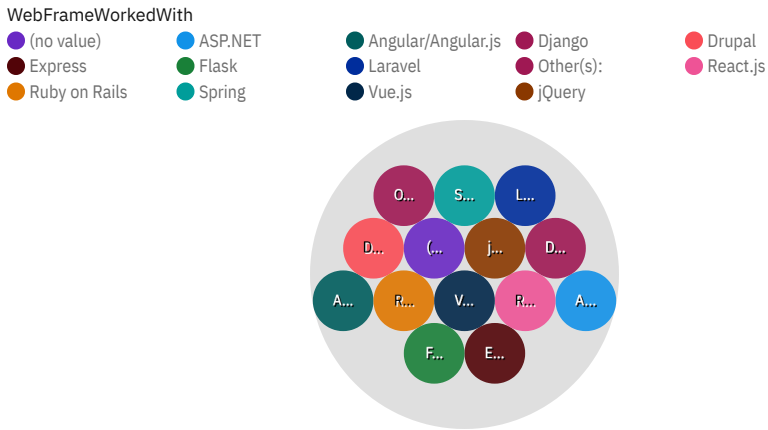 WebFrameWorkedWith
(no value) ASP.NET Angular/Angular.js Django Drupal
Express Flask Laravel Other(s): React.js
Ruby on Rails Spring Vue.js jQuery
O... S... L...
D... (... j... D...
A... R... V... R... A...
F... E...